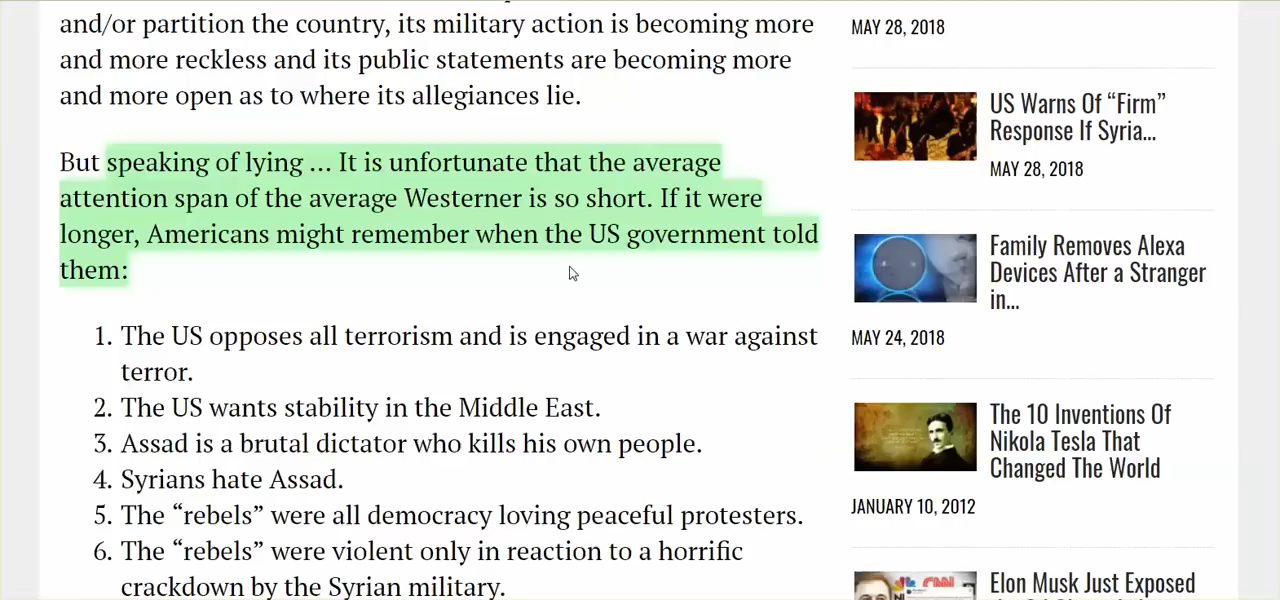 and/or partition the country, its military action is becoming more
and more reckless and its public statements are becoming more
and more open as to where its allegiances lie.
But speaking of lying … It is unfortunate that the average
attention span of the average Westerner is so short. If it were
longer, Americans might remember when the US government told
them:
1. The US opposes all terrorism and is engaged in a war against
terror.
2. The US wants stability in the Middle East.
3. Assad is a brutal dictator who kills his own people.
4. Syrians hate Assad.
5. The “rebels” were all democracy loving peaceful protesters.
6. The “rebels” were violent only in reaction to a horrific
crackdown by the Syrian military.
MAY 28, 2018
US Warns Of “Firm”
Response If Syria...
MAY 28, 2018
Family Removes Alexa
Devices After a Stranger
in...
MAY 24, 2018
The 10 Inventions Of
Nikola Tesla That
Changed The World
JANUARY 10, 2012
Elon Musk Just Exposed
CNN